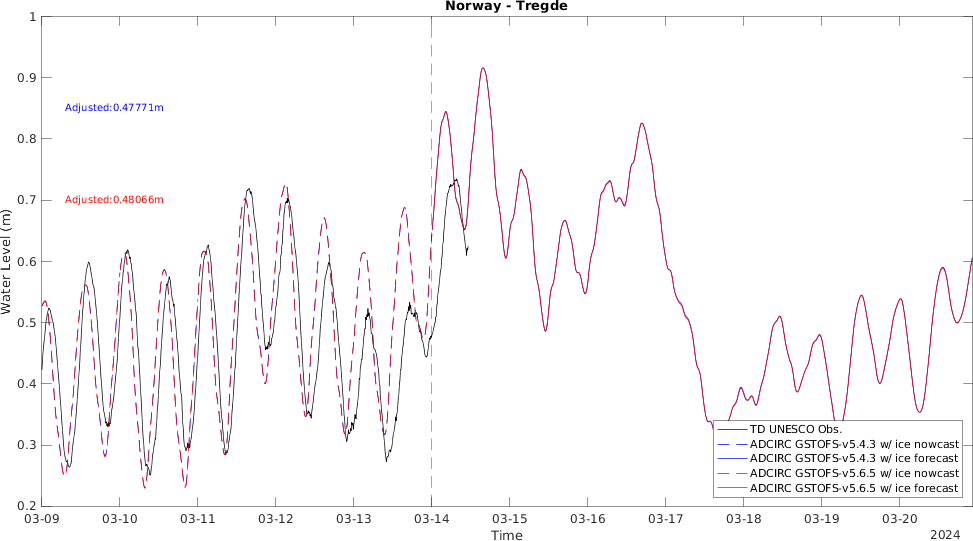 Norway - Tregde
1
0.9
0.8
0.7
0.6
0.5
0.4
0.3
0.2
Water Level (m)
Adjusted:0.47771m
Adjusted:0.48066m
TD UNESCO Obs.
ADCIRC GSTOFS-v5.4.3 w/ ice nowcast
ADCIRC GSTOFS-v5.4.3 w/ ice forecast
ADCIRC GSTOFS-v5.6.5 w/ ice nowcast
ADCIRC GSTOFS-v5.6.5 w/ ice forecast
03-09 03-10 03-11 03-12 03-13 03-14 03-15 03-16 03-17 03-18 03-19 03-20
Time
2024